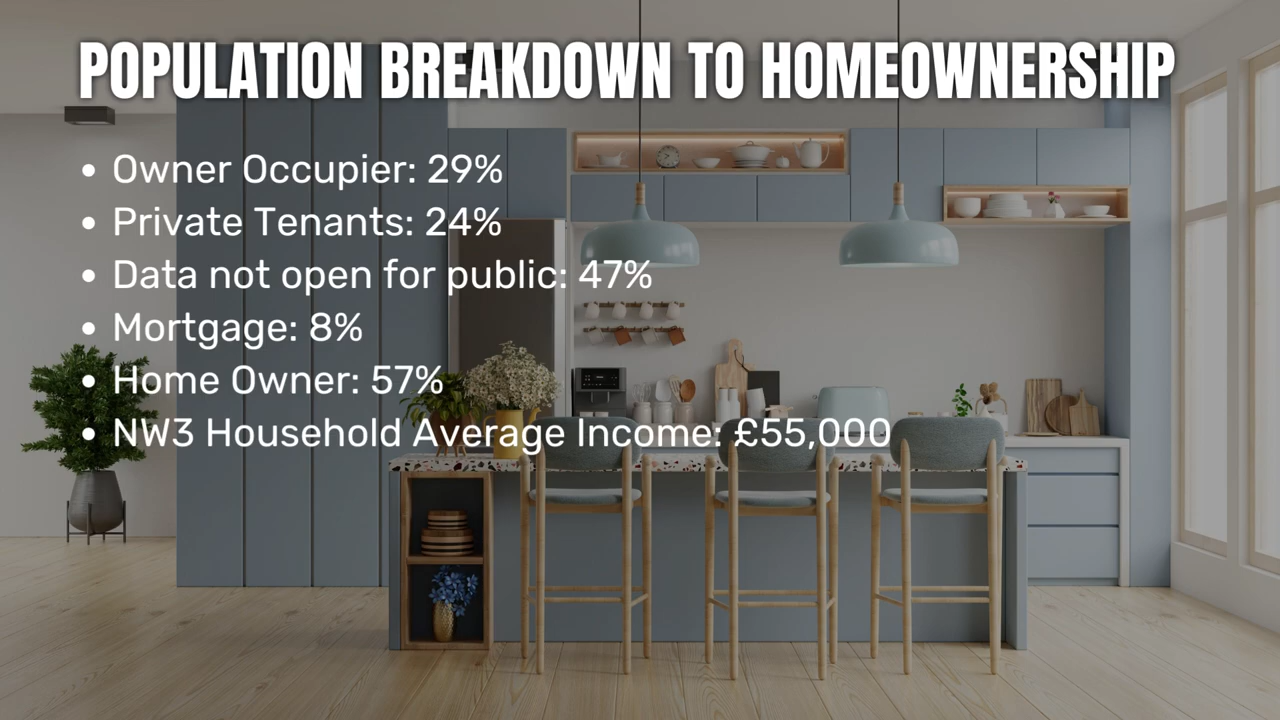 POPULATION BREAKDOWN TO HOMEOWNERSHIP
• Owner Occupier: 29%
• Private Tenants: 24%
• Data not open for public: 47%
• Mortgage: 8%
• Home Owner: 57%
• NW3 Household Average Income: £55,000